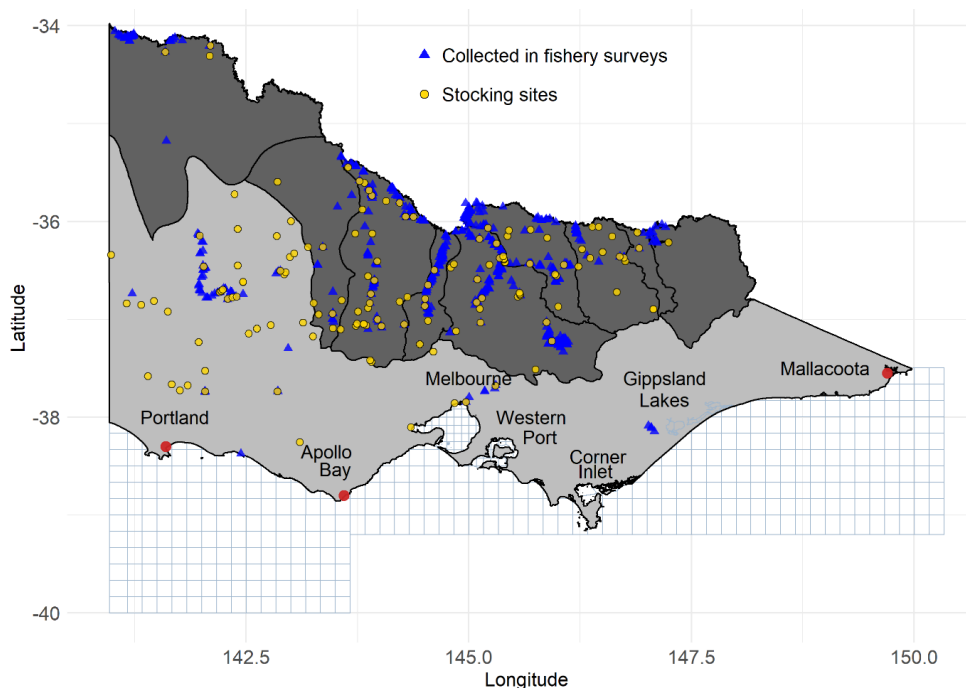 -34
Collected in fishery surveys
Stocking sites
-36
Latitude
Melbourne
Mallacoota
Gippsland
Lakes
-38
Portland
Western
Port
Apollo
Bay
Corner
Inlet
-40
142.5
145.0
147.5
150.0
Longitude